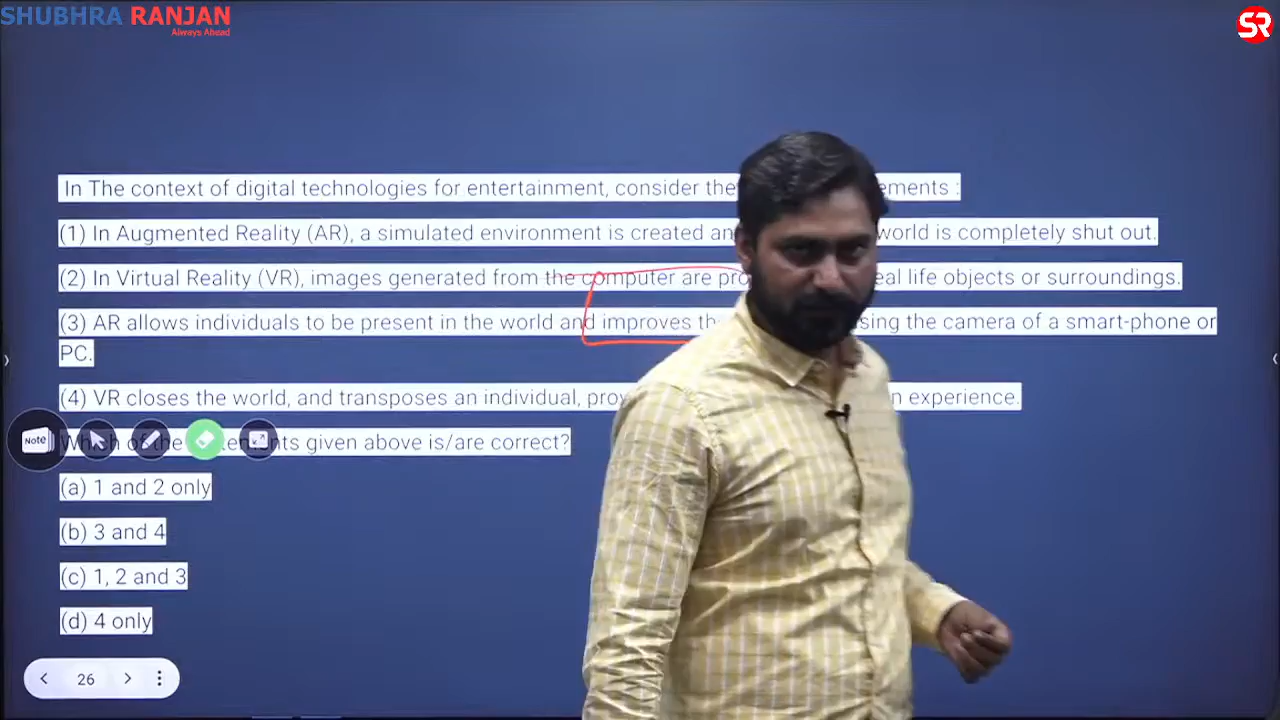 SHUBHRA RANJAN
Always Ahead
SR
In The context of digital technologies for entertainment, consider the ements :
(1) In Augmented Reality (AR), a simulated environment is created an world is completely shut out.
(2) In Virtual Reality (VR), images generated from the computer are pro eal life objects or surroundings.
(3) AR allows individuals to be present in the world and improves th sing the camera of a smart-phone or
PC.
(4) VR closes the world, and transposes an individual, prov n experience.
Note
Which of the ents given above is/are correct?
(a) 1 and 2 only
(b) 3 and 4
(c) 1, 2 and 3
(d) 4 only
26